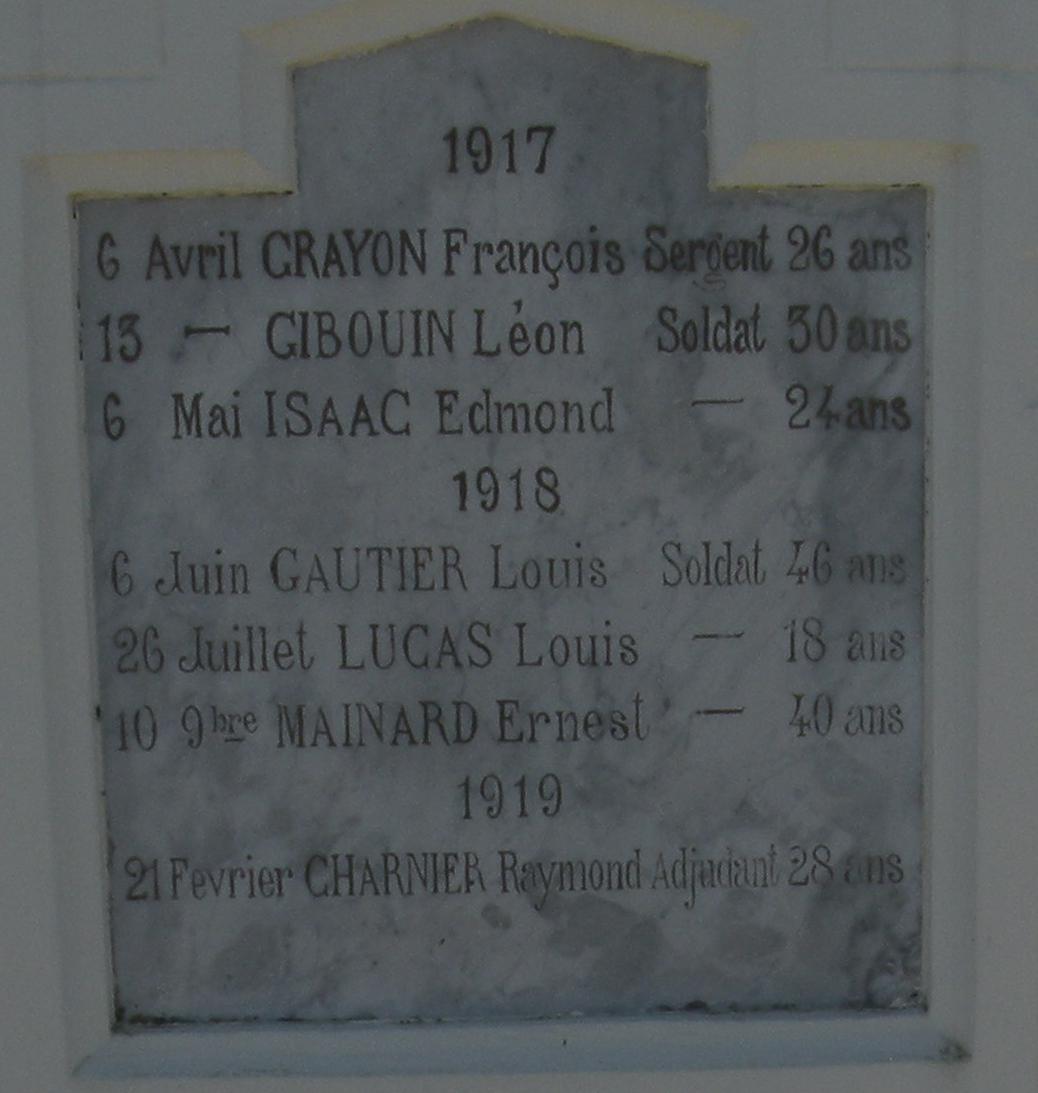 1917
6 Avril CRAYON François Sergent 26 ans
13 — GIBOUIN Léon Soldat 30 ans
6 Mai ISAAC Edmond — 24 ans
1918
6 Juin GAUTIER Louis Soldat 46 ans
26 Juillet LUCAS Louis — 18 ans
10 9bre MAINARD Ernest — 40 ans
1919
21 Fevrier CHARNIER Raymond Adjudant 28 ans